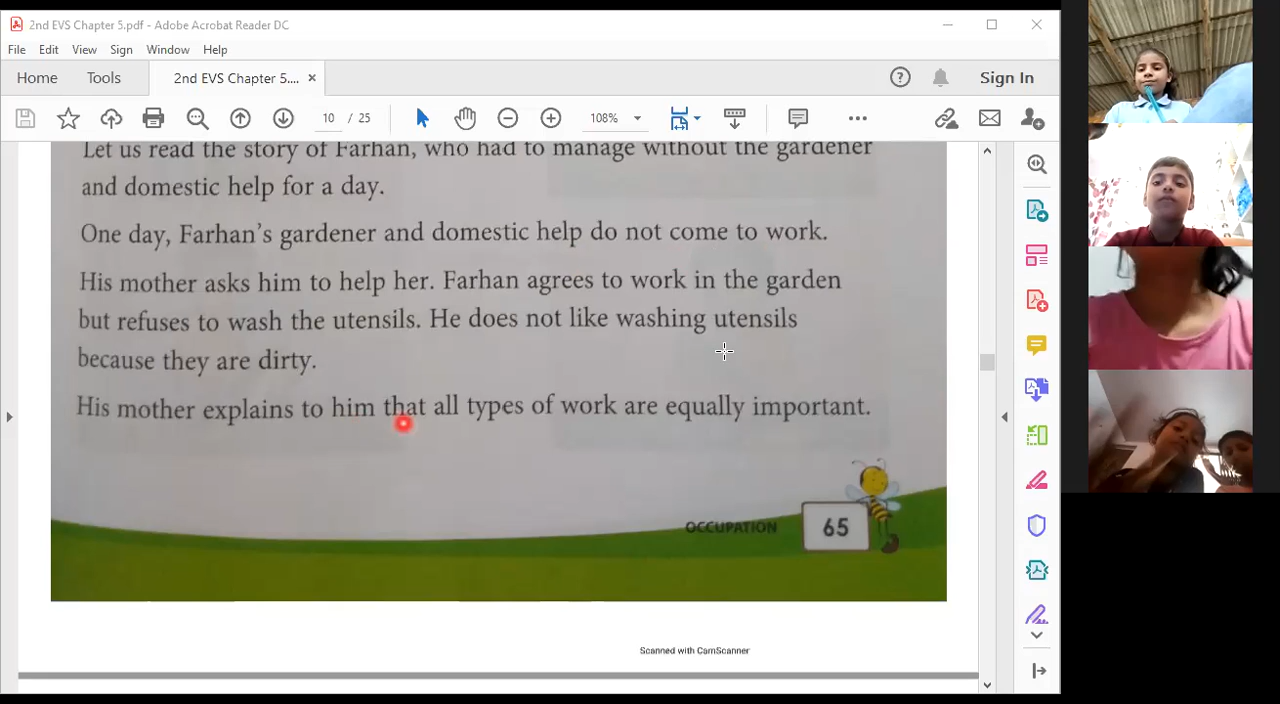 2nd EVS Chapter 5.pdf - Adobe Acrobat Reader DC
File Edit View Sign Window Help
Home Tools 2nd EVS Chapter 5.... × Sign In
10 / 25 108%
Let us read the story of Farhan, who had to manage without the gardener
and domestic help for a day.
One day, Farhan's gardener and domestic help do not come to work.
His mother asks him to help her. Farhan agrees to work in the garden
but refuses to wash the utensils. He does not like washing utensils
because they are dirty.
His mother explains to him that all types of work are equally important.
OCCUPATION 65
Scanned with CamScanner